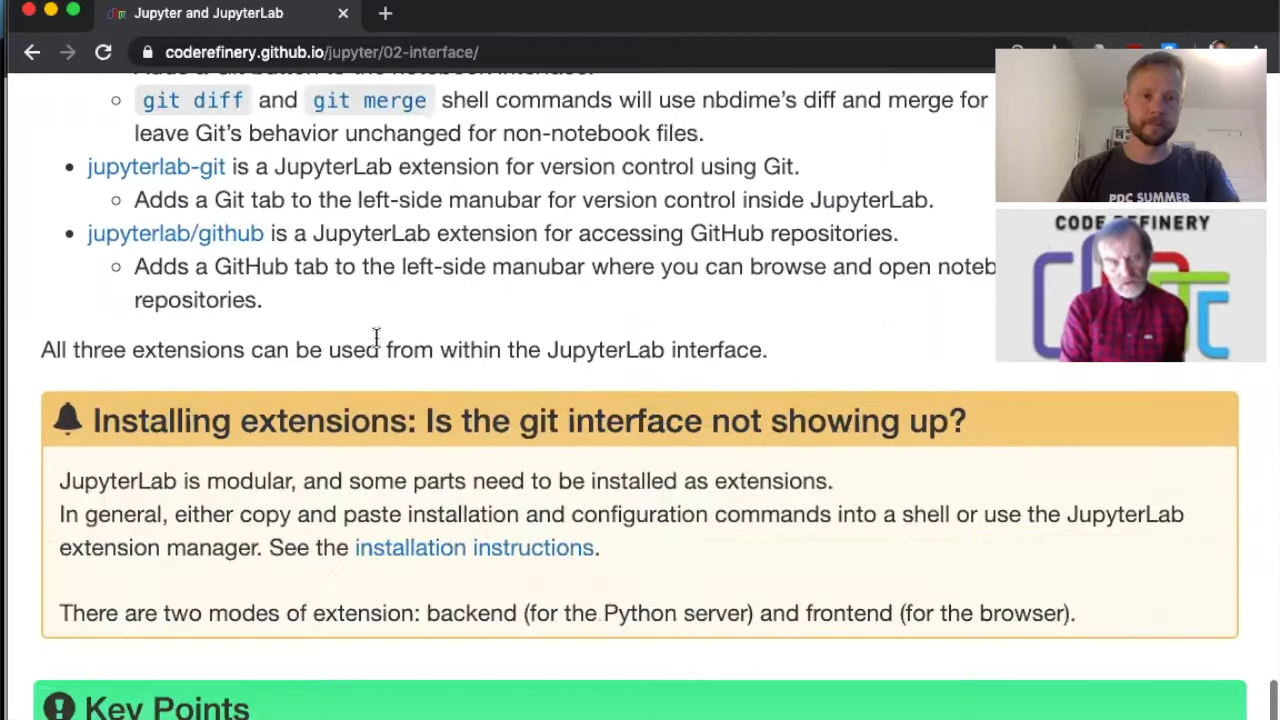 Jupyter and JupyterLab
coderefinery.github.io/jupyter/02-interface/
Adds a Git button to the notebook interface.
git diff and git merge shell commands will use nbdime's diff and merge for
leave Git's behavior unchanged for non-notebook files.
jupyterlab-git is a JupyterLab extension for version control using Git.
Adds a Git tab to the left-side manubar for version control inside JupyterLab.
jupyterlab/github is a JupyterLab extension for accessing GitHub repositories.
Adds a GitHub tab to the left-side manubar where you can browse and open
repositories.
PDC SUMMER
CODE REFINERY
All three extensions can be used from within the JupyterLab interface.
Installing extensions: Is the git interface not showing up?
JupyterLab is modular, and some parts need to be installed as extensions.
In general, either copy and paste installation and configuration commands into a shell or use the JupyterLab
extension manager. See the installation instructions.
There are two modes of extension: backend (for the Python server) and frontend (for the browser).
Key Points